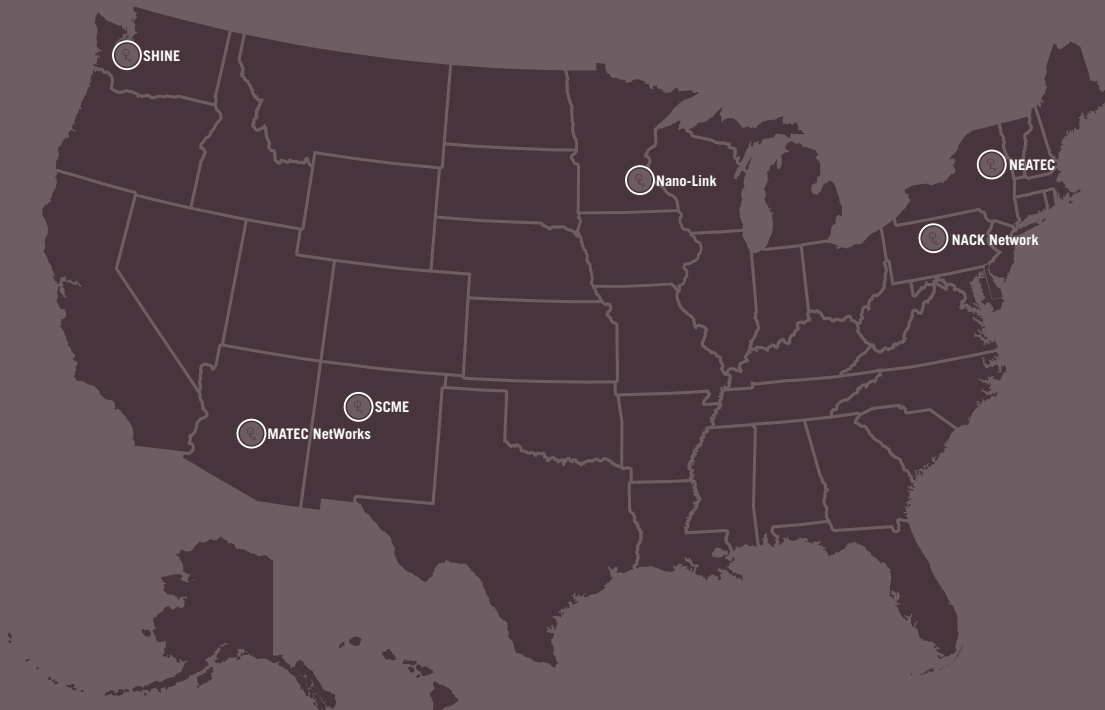 SHINE
NEATEC
Nano-Link
NACK Network
SCME
MATEC NetWorks